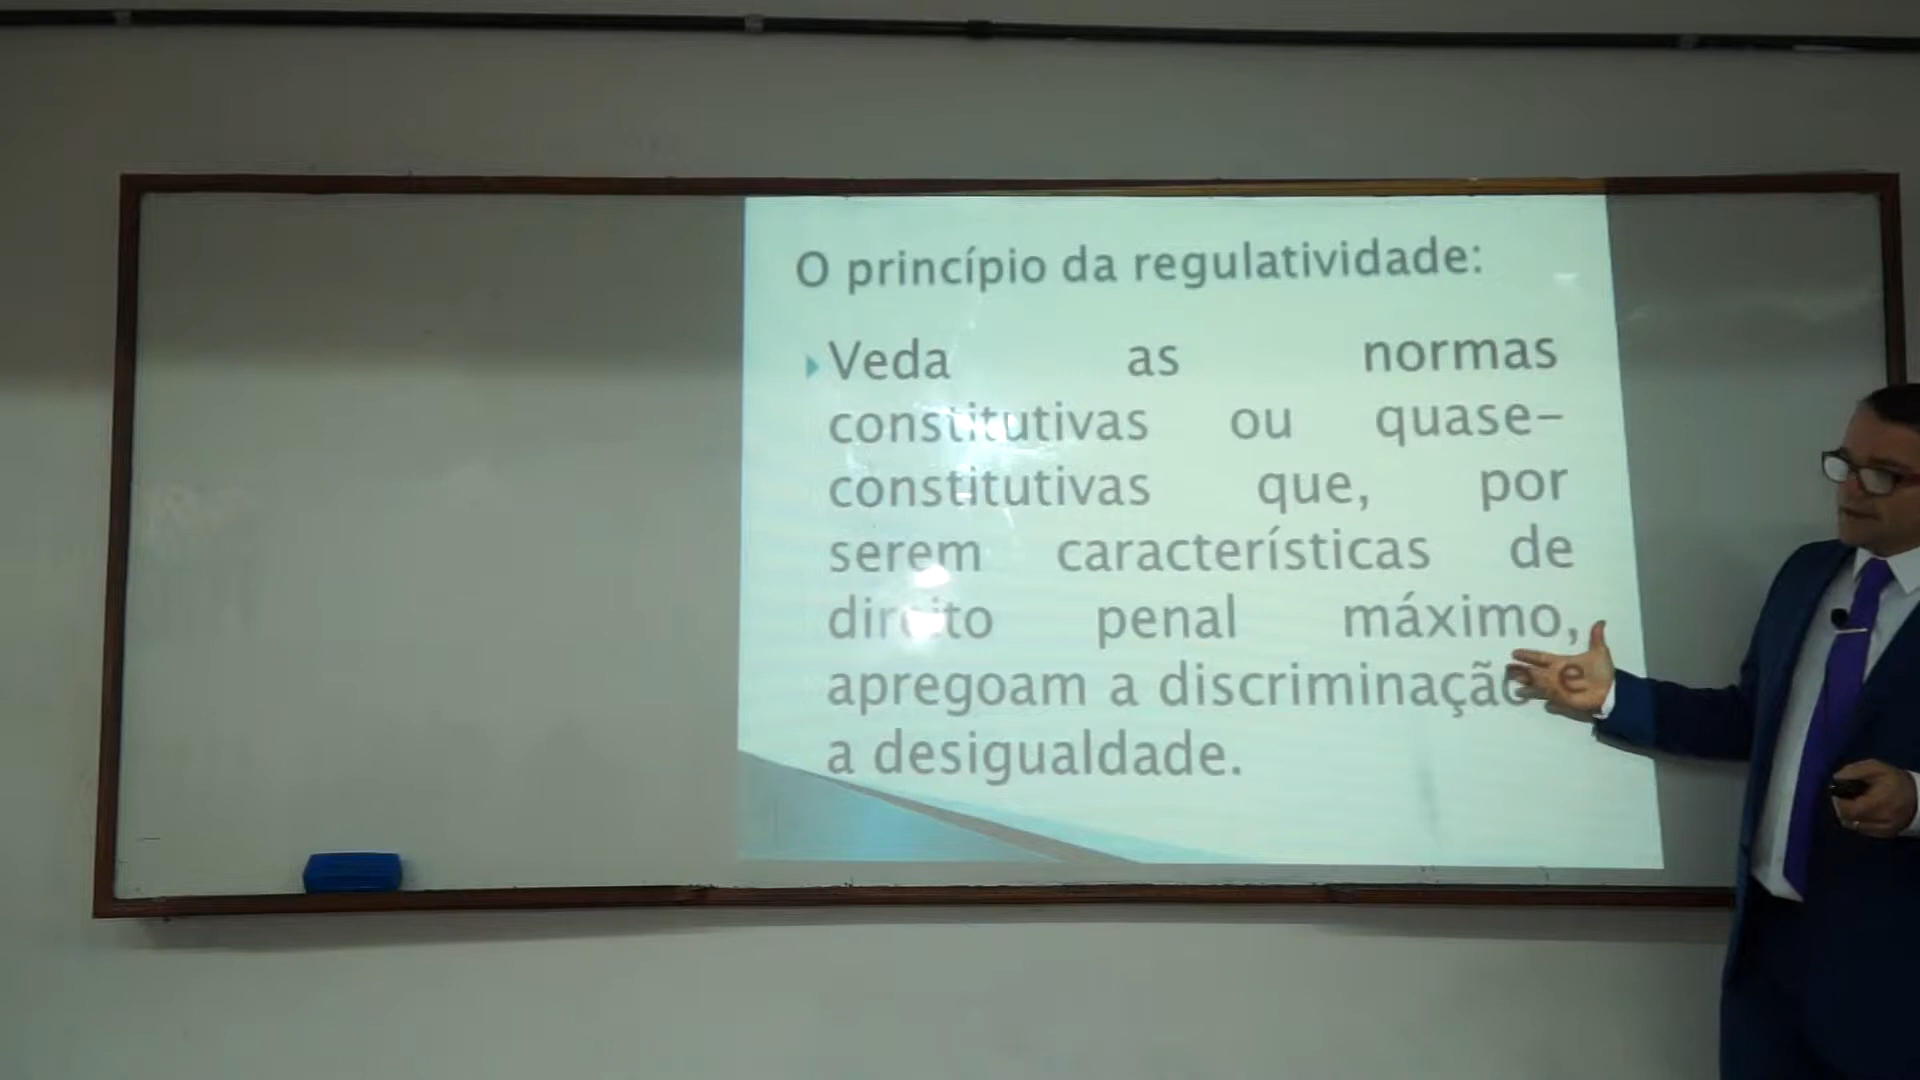 O princípio da regulatividade:
Veda as normas
constitutivas ou quase-
constitutivas que, por
serem características de
direito penal máximo,
apregoam a discriminação e
a desigualdade.